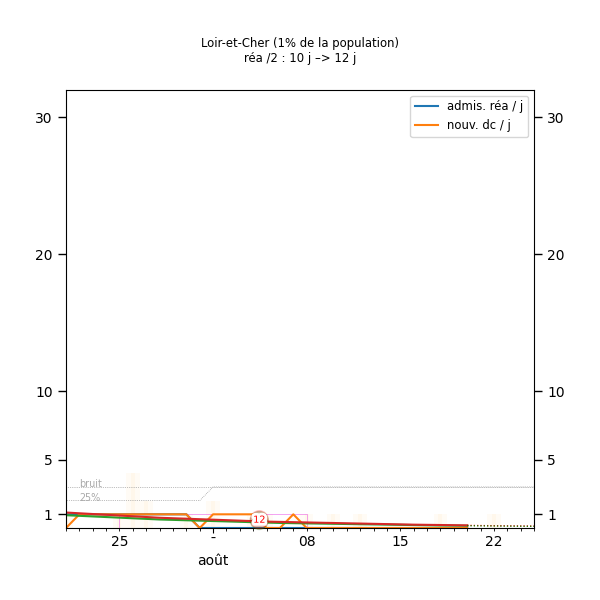 Loir-et-Cher (1% de la population)
réa /2 : 10 j –> 12 j
admis. réa / j
nouv. dc / j
30 30
20 20
10 10
5 5
bruit
25%
12
1 1
25 - 08 15 22
août